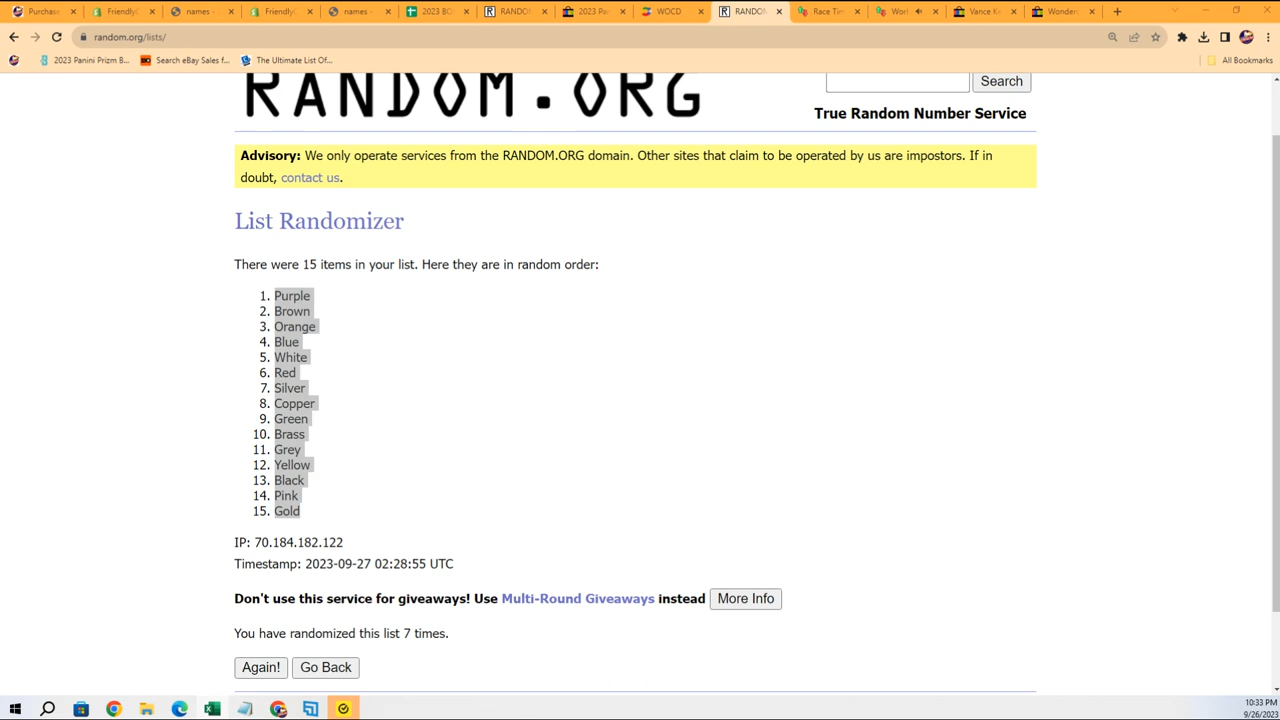 Purchase
FriendlyC
names -
FriendlyC
names -
2023 BO
RANDO
2023 Pa
WOCD
RANDOM
Race Tim
Worl
Vance Ke
Wonder
random.org/lists/
2023 Panini Prizm B...
Search eBay Sales f...
The Ultimate List Of...
All Bookmarks
RANDOM.ORG
Search
True Random Number Service
Advisory: We only operate services from the RANDOM.ORG domain. Other sites that claim to be operated by us are impostors. If in
doubt, contact us.
List Randomizer
There were 15 items in your list. Here they are in random order:
1. Purple
2. Brown
3. Orange
4. Blue
5. White
6. Red
7. Silver
8. Copper
9. Green
10. Brass
11. Grey
12. Yellow
13. Black
14. Pink
15. Gold
IP: 70.184.182.122
Timestamp: 2023-09-27 02:28:55 UTC
Don't use this service for giveaways! Use Multi-Round Giveaways instead More Info
You have randomized this list 7 times.
Again! Go Back
10:33 PM
9/26/2023